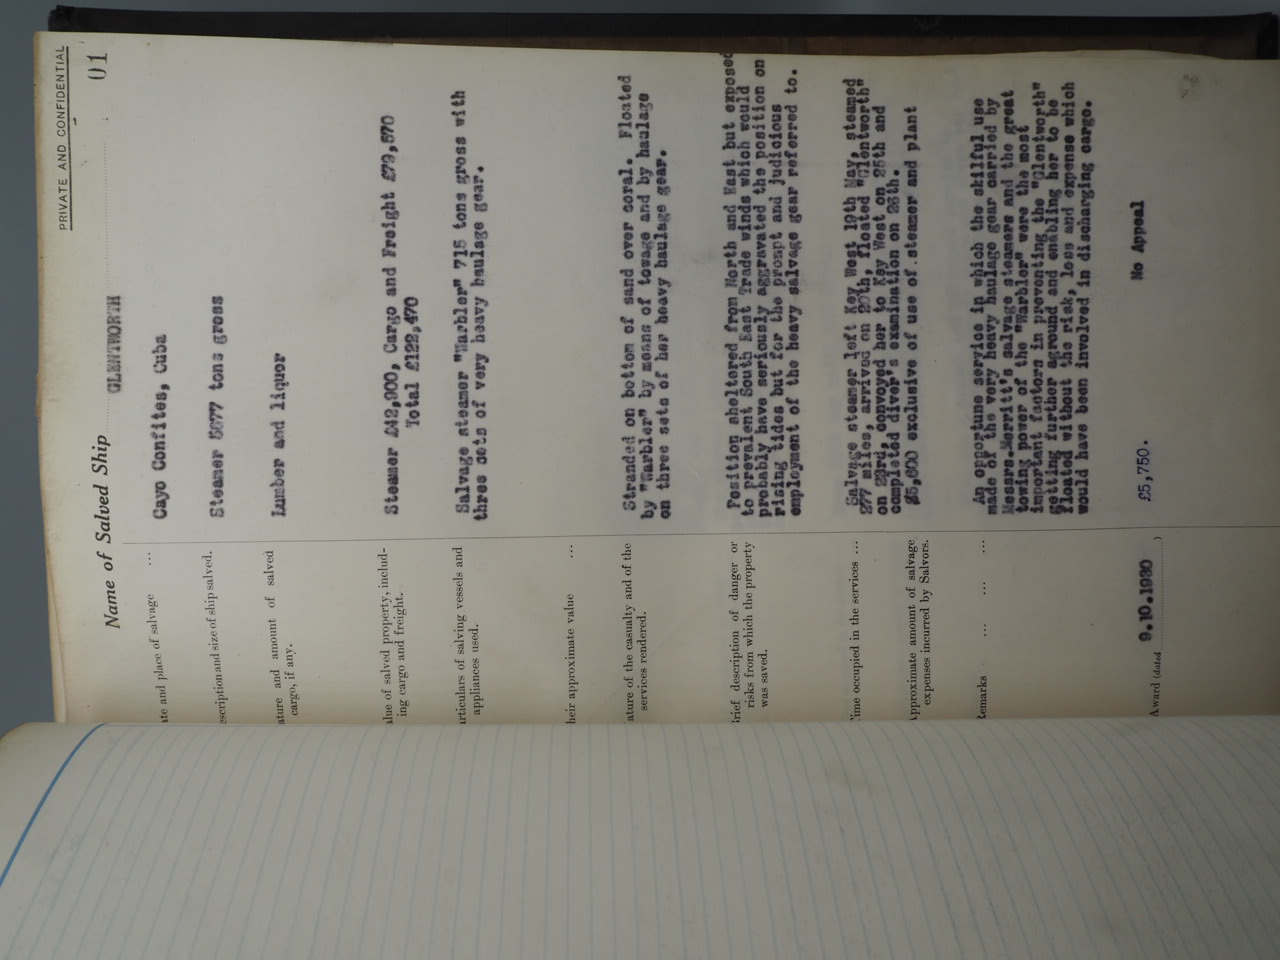 PRIVATE AND CONFIDENTIAL
01
Name of Salved Ship GLENTWORTH
te and place of salvage ... Cayo Confites, Cuba
escription and size of ship salved. Steamer 5677 tons gross
ature and amount of salved Lumber and liquor
cargo, if any.
lue of salved property, includ- Steamer £42,900, Cargo and Freight £79,570
ing cargo and freight. Total £122,470
rticulars of salving vessels and Salvage steamer "Warbler" 715 tons gross with
appliances used. three sets of very heavy haulage gear.
heir approximate value ...
ature of the casualty and of the Stranded on bottom of sand over coral. Floated
services rendered. by "Warbler" by means of towage and by haulage
on three sets of her heavy haulage gear.
rief description of danger or Position sheltered from North and East but exposed
risks from which the property to prevalent South East Trade winds which would
was saved. probably have seriously aggravated the position on
rising tides but for the prompt and judicious
employment of the heavy salvage gear referred to.
ime occupied in the services ... Salvage steamer left Key West 19th May, steamed
277 miles, arrived on 20th, floated "Glentworth"
on 23rd, conveyed her to Key West on 25th and
completed diver's examination on 26th.
pproximate amount of salvage $5,600 exclusive of use of steamer and plant
expenses incurred by Salvors.
Remarks ... ... ... An opportune service in which the skilful use
made of the very heavy haulage gear carried by
Messrs. Merritt's salvage steamers and the great
towing power of the "Warbler" were the most
important factors in preventing the "Glentworth"
getting further aground and enabling her to be
floated without the risk, loss and expense which
would have been involved in discharging cargo.
Award (dated 9.10.1930) £5,750. No Appeal